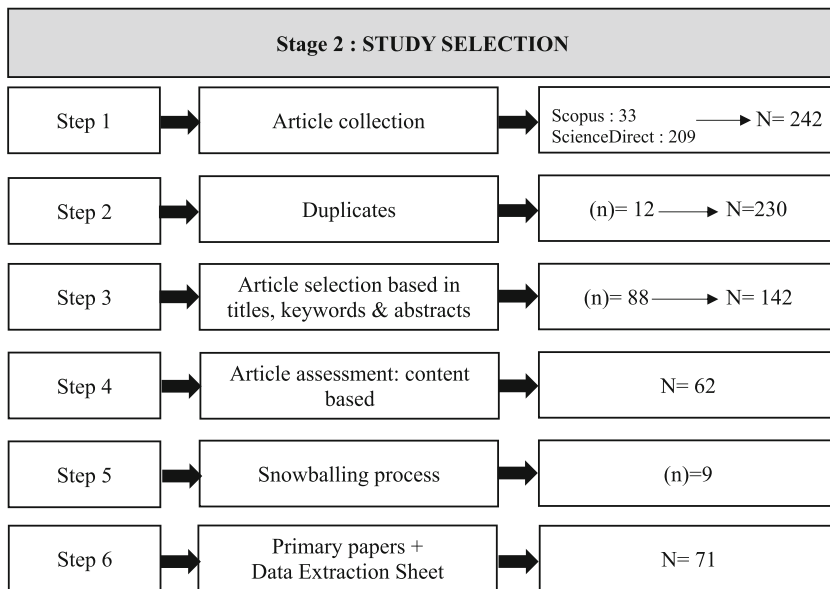 Stage 2 : STUDY SELECTION
Step 1
Article collection
Scopus : 33
ScienceDirect : 209
N= 242
Step 2
Duplicates
(n)= 12
N=230
Step 3
Article selection based in
titles, keywords & abstracts
(n)= 88
N= 142
Step 4
Article assessment: content
based
N= 62
Step 5
Snowballing process
(n)=9
Step 6
Primary papers +
Data Extraction Sheet
N= 71